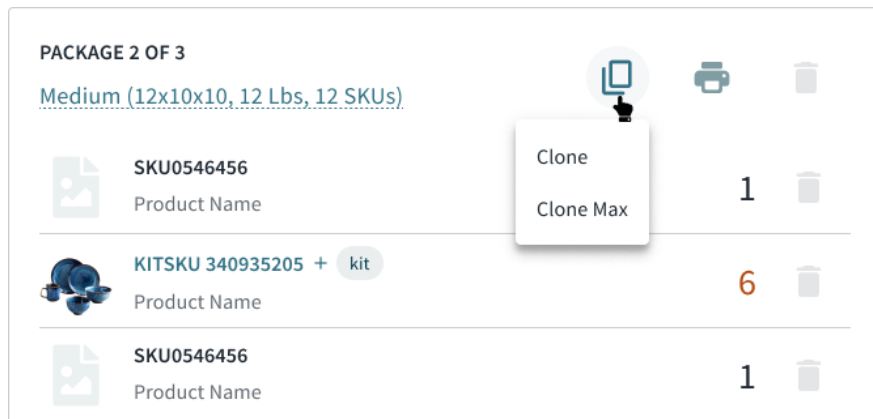 PACKAGE 2 OF 3
Medium (12x10x10, 12 Lbs, 12 SKUs)
Clone
Clone Max
SKU0546456
Product Name
1
KITSKU 340935205 + kit
Product Name
6
SKU0546456
Product Name
1